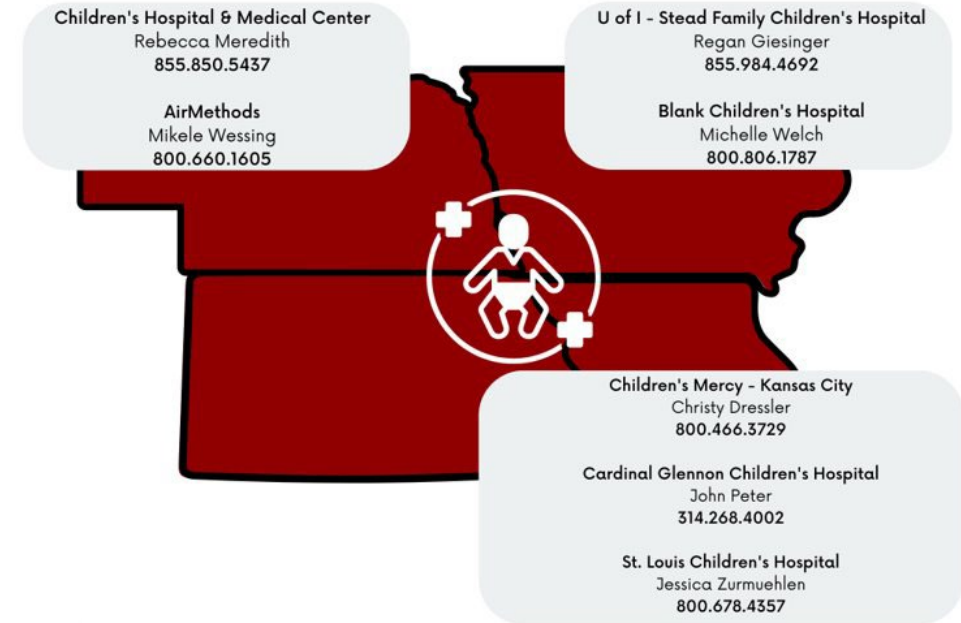 Children's Hospital & Medical Center
Rebecca Meredith
855.850.5437
AirMethods
Mikele Wessing
800.660.1605
U of I - Stead Family Children's Hospital
Regan Giesinger
855.984.4692
Blank Children's Hospital
Michelle Welch
800.806.1787
Children's Mercy - Kansas City
Christy Dressler
800.466.3729
Cardinal Glennon Children's Hospital
John Peter
314.268.4002
St. Louis Children's Hospital
Jessica Zurmuehlen
800.678.4357